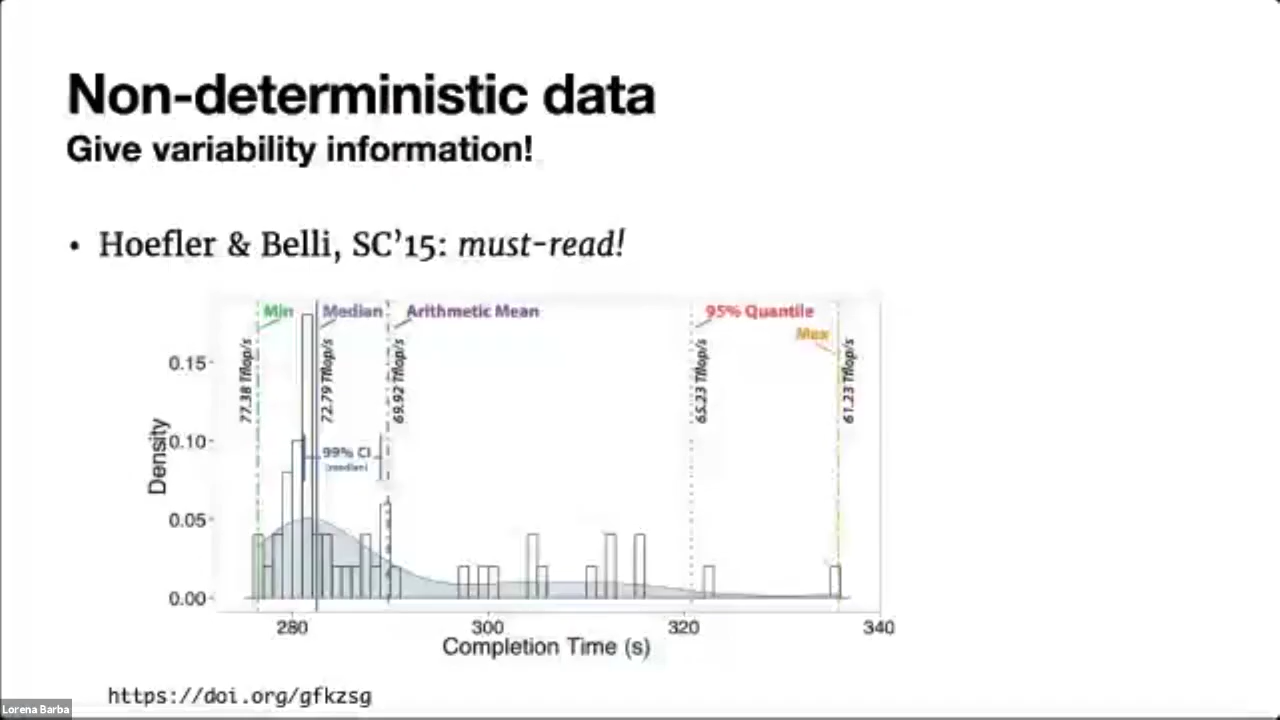 Non-deterministic data
Give variability information!
• Hoefler & Belli, SC’15: must-read!
Min
Median
Arithmetic Mean
95% Quantile
Max
77.38 Tflop/s
72.79 Tflop/s
69.92 Tflop/s
65.23 Tflop/s
61.23 Tflop/s
99% CI
(median)
Density
0.15
0.10
0.05
0.00
280 300 320 340
Completion Time (s)
https://doi.org/gfkzsg
Lorena Barba